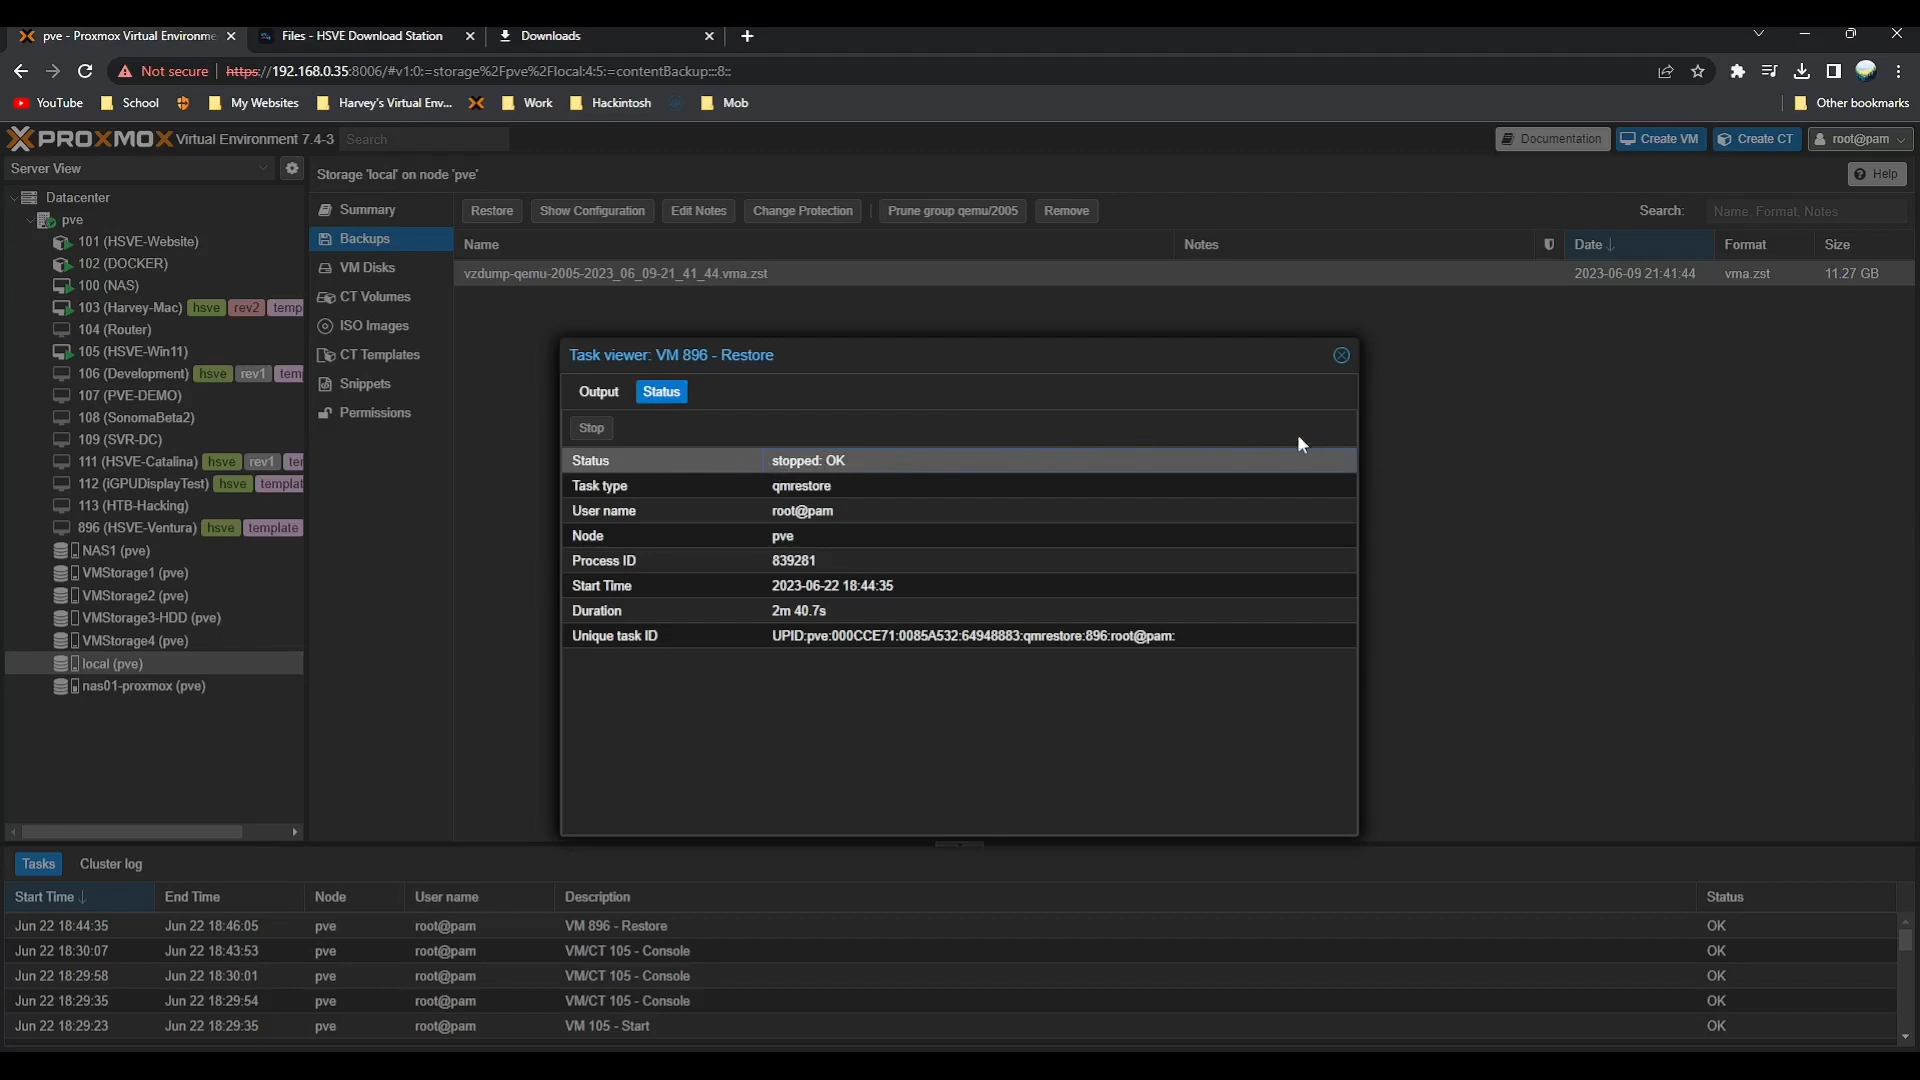 pve - Proxmox Virtual Environme
Files - HSVE Download Station
Downloads
Not secure https://192.168.0.35:8006/#v1:0:=storage%2Fpve%2Flocal:4:5:=contentBackup:::8::
YouTube School My Websites Harvey's Virtual Env... Work Hackintosh Mob Other bookmarks
PROXMOX Virtual Environment 7.4-3 Search Documentation Create VM Create CT root@pam
Server View
Storage 'local' on node 'pve' Help
Datacenter
pve
101 (HSVE-Website)
102 (DOCKER)
100 (NAS)
103 (Harvey-Mac) hsve rev2 temp
104 (Router)
105 (HSVE-Win11)
106 (Development) hsve rev1 tem
107 (PVE-DEMO)
108 (SonomaBeta2)
109 (SVR-DC)
111 (HSVE-Catalina) hsve rev1 te
112 (iGPUDisplayTest) hsve templat
113 (HTB-Hacking)
896 (HSVE-Ventura) hsve template
NAS1 (pve)
VMStorage1 (pve)
VMStorage2 (pve)
VMStorage3-HDD (pve)
VMStorage4 (pve)
local (pve)
nas01-proxmox (pve)
Summary
Backups
VM Disks
CT Volumes
ISO Images
CT Templates
Snippets
Permissions
Restore Show Configuration Edit Notes Change Protection Prune group qemu/2005 Remove Search: Name, Format, Notes
Name Notes Date Format Size
vzdump-qemu-2005-2023_06_09-21_41_44.vma.zst 2023-06-09 21:41:44 vma.zst 11.27 GB
Task viewer: VM 896 - Restore
Output Status
Stop
Status stopped: OK
Task type qmrestore
User name root@pam
Node pve
Process ID 839281
Start Time 2023-06-22 18:44:35
Duration 2m 40.7s
Unique task ID UPID:pve:000CCE71:0085A532:64948883:qmrestore:896:root@pam:
Tasks Cluster log
Start Time End Time Node User name Description Status
Jun 22 18:44:35 Jun 22 18:46:05 pve root@pam VM 896 - Restore OK
Jun 22 18:30:07 Jun 22 18:43:53 pve root@pam VM/CT 105 - Console OK
Jun 22 18:29:58 Jun 22 18:30:01 pve root@pam VM/CT 105 - Console OK
Jun 22 18:29:35 Jun 22 18:29:54 pve root@pam VM/CT 105 - Console OK
Jun 22 18:29:23 Jun 22 18:29:35 pve root@pam VM 105 - Start OK